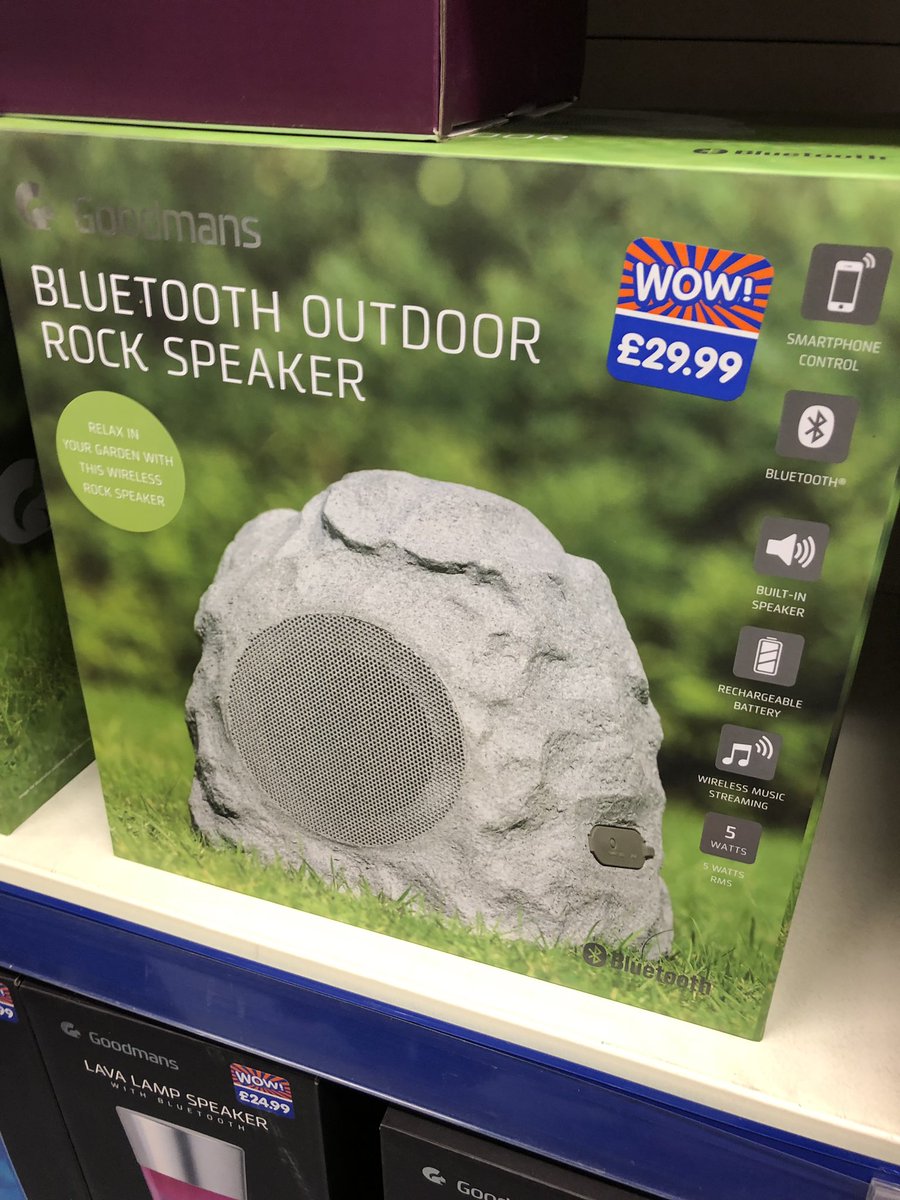 Bluetooth
Goodmans
BLUETOOTH OUTDOOR
ROCK SPEAKER
RELAX IN
YOUR GARDEN WITH
THIS WIRELESS
ROCK SPEAKER
WOW!
£29.99
SMARTPHONE
CONTROL
BLUETOOTH®
BUILT-IN
SPEAKER
RECHARGEABLE
BATTERY
WIRELESS MUSIC
STREAMING
5
WATTS
5 WATTS
RMS
Bluetooth
99
Goodmans
LAVA LAMP SPEAKER
WITH BLUETOOTH
WOW!
£24.99